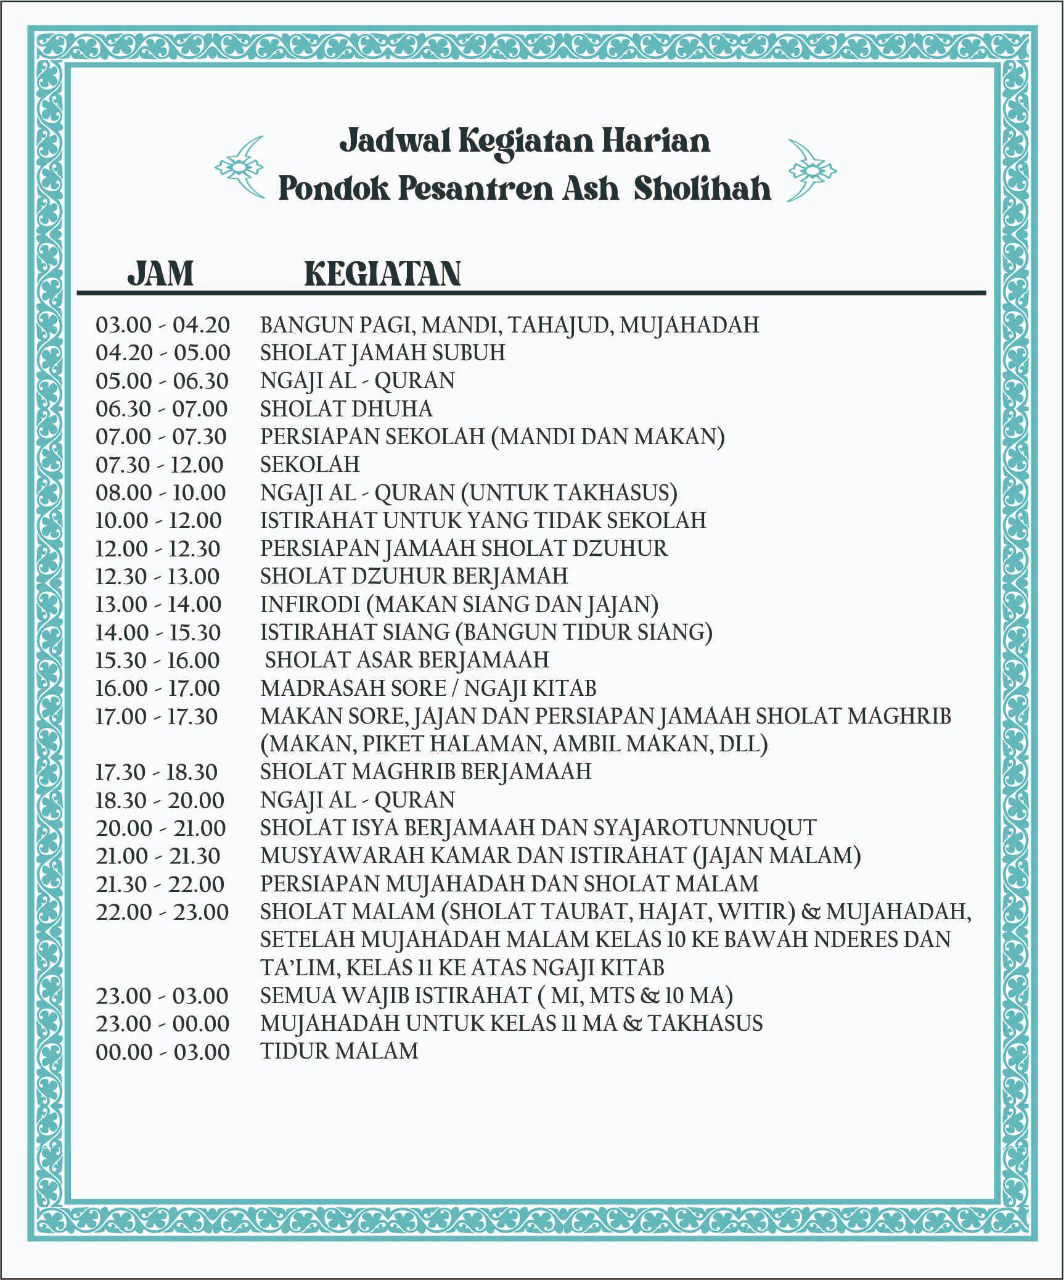 Jadwal Kegiatan Harian
Pondok Pesantren Ash Sholihah
JAM KEGIATAN
03.00 - 04.20 BANGUN PAGI, MANDI, TAHAJUD, MUJAHADAH
04.20 - 05.00 SHOLAT JAMAH SUBUH
05.00 - 06.30 NGAJI AL - QURAN
06.30 - 07.00 SHOLAT DHUHA
07.00 - 07.30 PERSIAPAN SEKOLAH (MANDI DAN MAKAN)
07.30 - 12.00 SEKOLAH
08.00 - 10.00 NGAJI AL - QURAN (UNTUK TAKHASUS)
10.00 - 12.00 ISTIRAHAT UNTUK YANG TIDAK SEKOLAH
12.00 - 12.30 PERSIAPAN JAMAAH SHOLAT DZUHUR
12.30 - 13.00 SHOLAT DZUHUR BERJAMAH
13.00 - 14.00 INFIRODI (MAKAN SIANG DAN JAJAN)
14.00 - 15.30 ISTIRAHAT SIANG (BANGUN TIDUR SIANG)
15.30 - 16.00 SHOLAT ASAR BERJAMAAH
16.00 - 17.00 MADRASAH SORE / NGAJI KITAB
17.00 - 17.30 MAKAN SORE, JAJAN DAN PERSIAPAN JAMAAH SHOLAT MAGHRIB
(MAKAN, PIKET HALAMAN, AMBIL MAKAN, DLL)
17.30 - 18.30 SHOLAT MAGHRIB BERJAMAAH
18.30 - 20.00 NGAJI AL - QURAN
20.00 - 21.00 SHOLAT ISYA BERJAMAAH DAN SYAJAROTUNNUQUT
21.00 - 21.30 MUSYAWARAH KAMAR DAN ISTIRAHAT (JAJAN MALAM)
21.30 - 22.00 PERSIAPAN MUJAHADAH DAN SHOLAT MALAM
22.00 - 23.00 SHOLAT MALAM (SHOLAT TAUBAT, HAJAT, WITIR) & MUJAHADAH,
SETELAH MUJAHADAH MALAM KELAS 10 KE BAWAH NDERES DAN
TA'LIM, KELAS 11 KE ATAS NGAJI KITAB
23.00 - 03.00 SEMUA WAJIB ISTIRAHAT ( MI, MTS & 10 MA)
23.00 - 00.00 MUJAHADAH UNTUK KELAS 11 MA & TAKHASUS
00.00 - 03.00 TIDUR MALAM